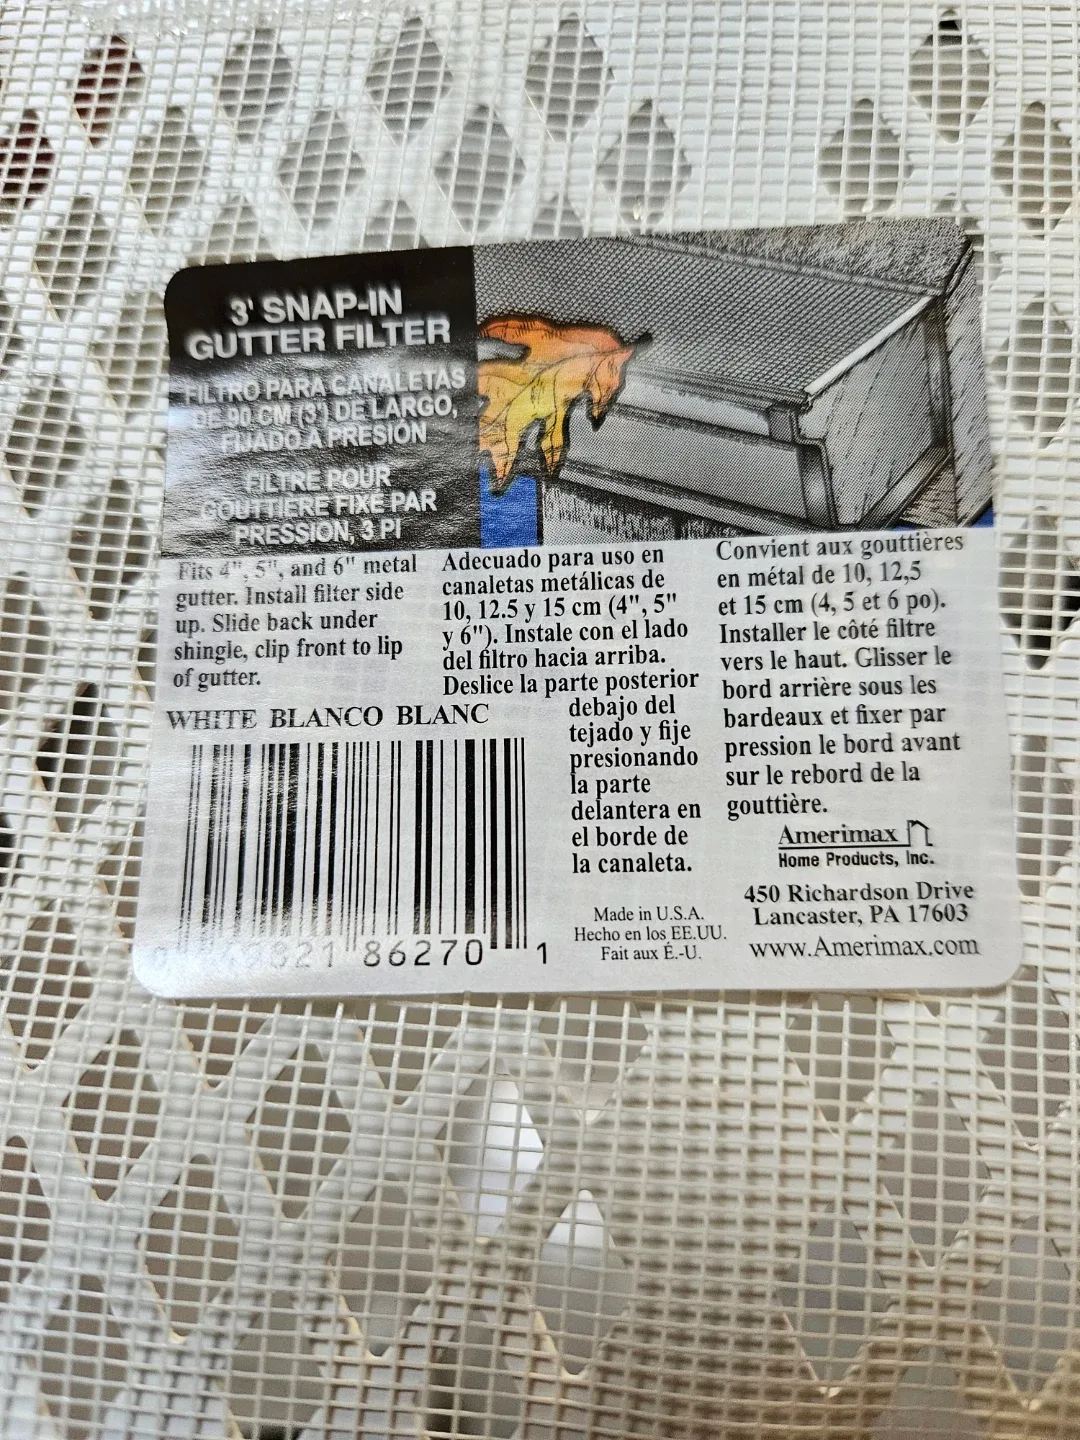 3' SNAP-IN
GUTTER FILTER
FILTRO PARA CANALETAS
DE 90 CM (3') DE LARGO,
FIJADO A PRESIÓN
FILTRE POUR
GOUTTIÈRE FIXÉ PAR
PRESSION, 3 PI
Fits 4", 5", and 6" metal
gutter. Install filter side
up. Slide back under
shingle, clip front to lip
of gutter.
WHITE BLANCO BLANC
Adecuado para uso en
canaletas metálicas de
10, 12.5 y 15 cm (4", 5"
y 6"). Instale con el lado
del filtro hacia arriba.
Deslice la parte posterior
debajo del
tejado y fije
presionando
la parte
delantera en
el borde de
la canaleta.
Convient aux gouttières
en métal de 10, 12,5
et 15 cm (4, 5 et 6 po).
Installer le côté filtre
vers le haut. Glisser le
bord arrière sous les
bardeaux et fixer par
pression le bord avant
sur le rebord de la
gouttière.
86270 1
Made in U.S.A.
Hecho en los EE.UU.
Fait aux É.-U.
Amerimax
Home Products, Inc.
450 Richardson Drive
Lancaster, PA 17603
www.Amerimax.com